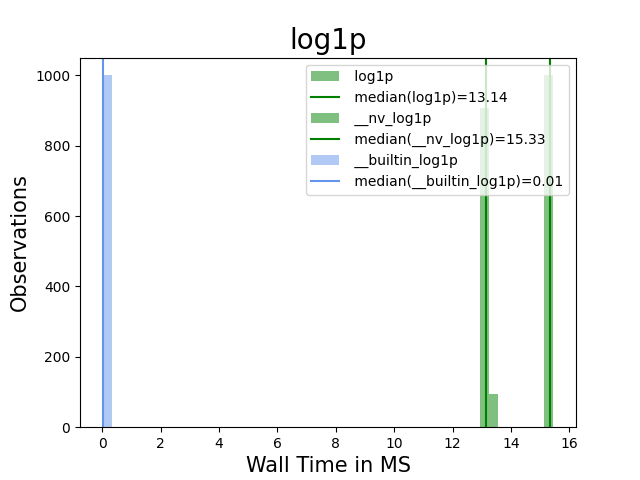 log1p
log1p
median(log1p)=13.14
__nv_log1p
median(__nv_log1p)=15.33
__builtin_log1p
median(__builtin_log1p)=0.01
Observations
1000
800
600
400
200
0
0 2 4 6 8 10 12 14 16
Wall Time in MS